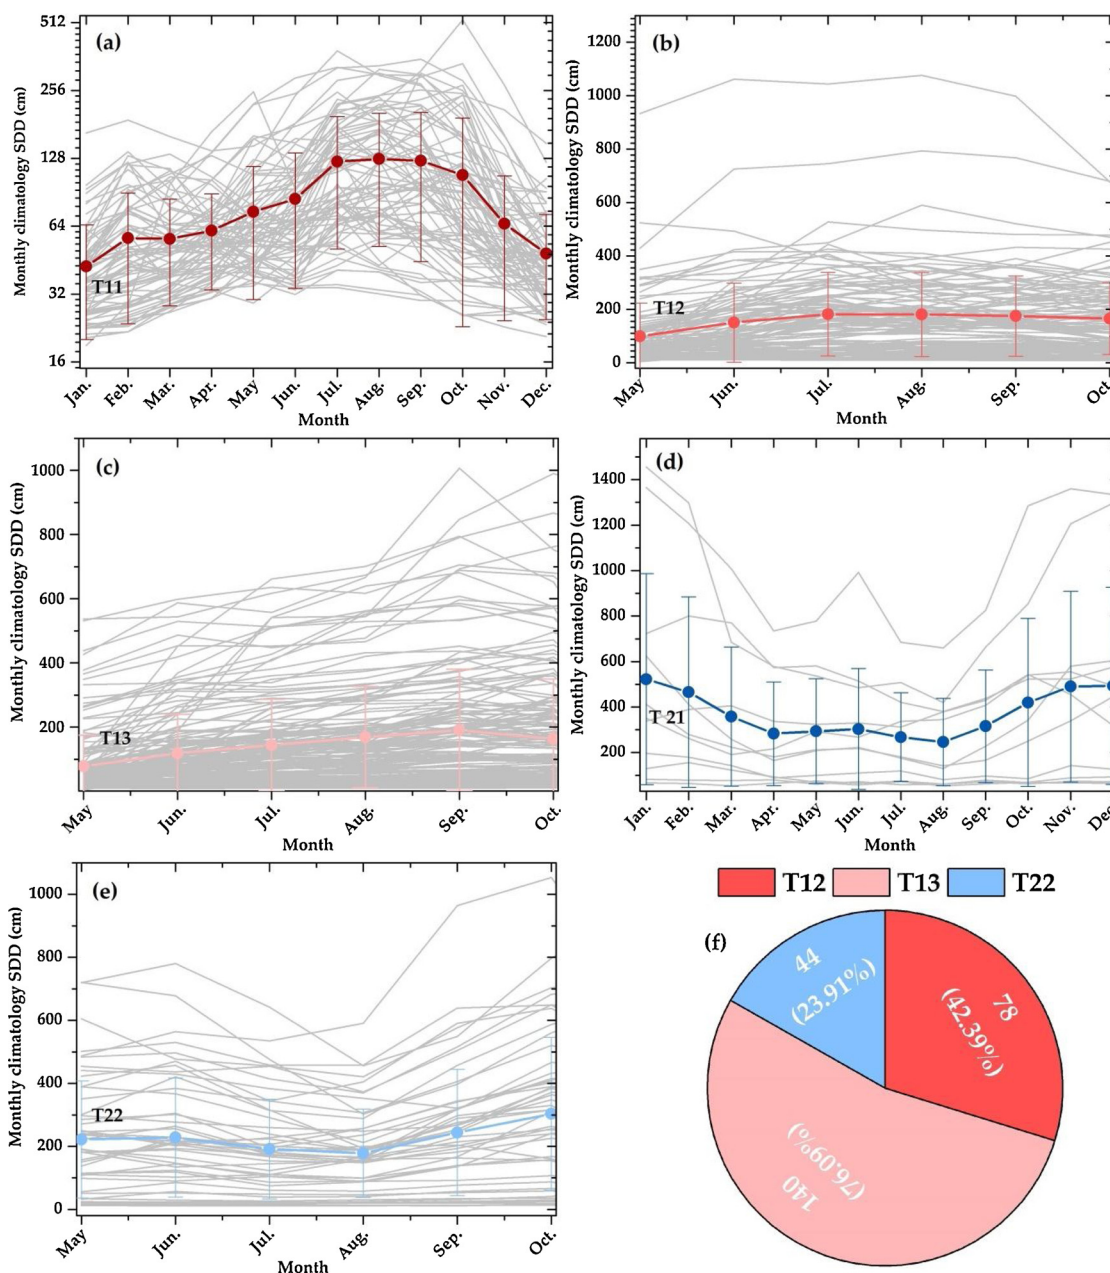 (a)
Monthly climatology SDD (cm)
512
256
128
64
32
16
T11
Jan.
Feb.
Mar.
Apr.
May
Jun.
Jul.
Aug.
Sep.
Oct.
Nov.
Dec.
Month
(b)
Monthly climatology SDD (cm)
1200
1000
800
600
400
200
0
T12
May
Jun.
Jul.
Aug.
Sep.
Oct.
Month
(c)
Monthly climatology SDD (cm)
1000
800
600
400
200
T13
May
Jun.
Jul.
Aug.
Sep.
Oct.
Month
(d)
Monthly climatology SDD (cm)
1400
1200
1000
800
600
400
200
T 21
Jan.
Feb.
Mar.
Apr.
May
Jun.
Jul.
Aug.
Sep.
Oct.
Nov.
Dec.
Month
(e)
Monthly climatology SDD (cm)
1000
800
600
400
200
0
T22
May
Jun.
Jul.
Aug.
Sep.
Oct.
Month
T12 T13 T22
(f)
44
(23.91%)
78
(42.39%)
140
(76.09%)